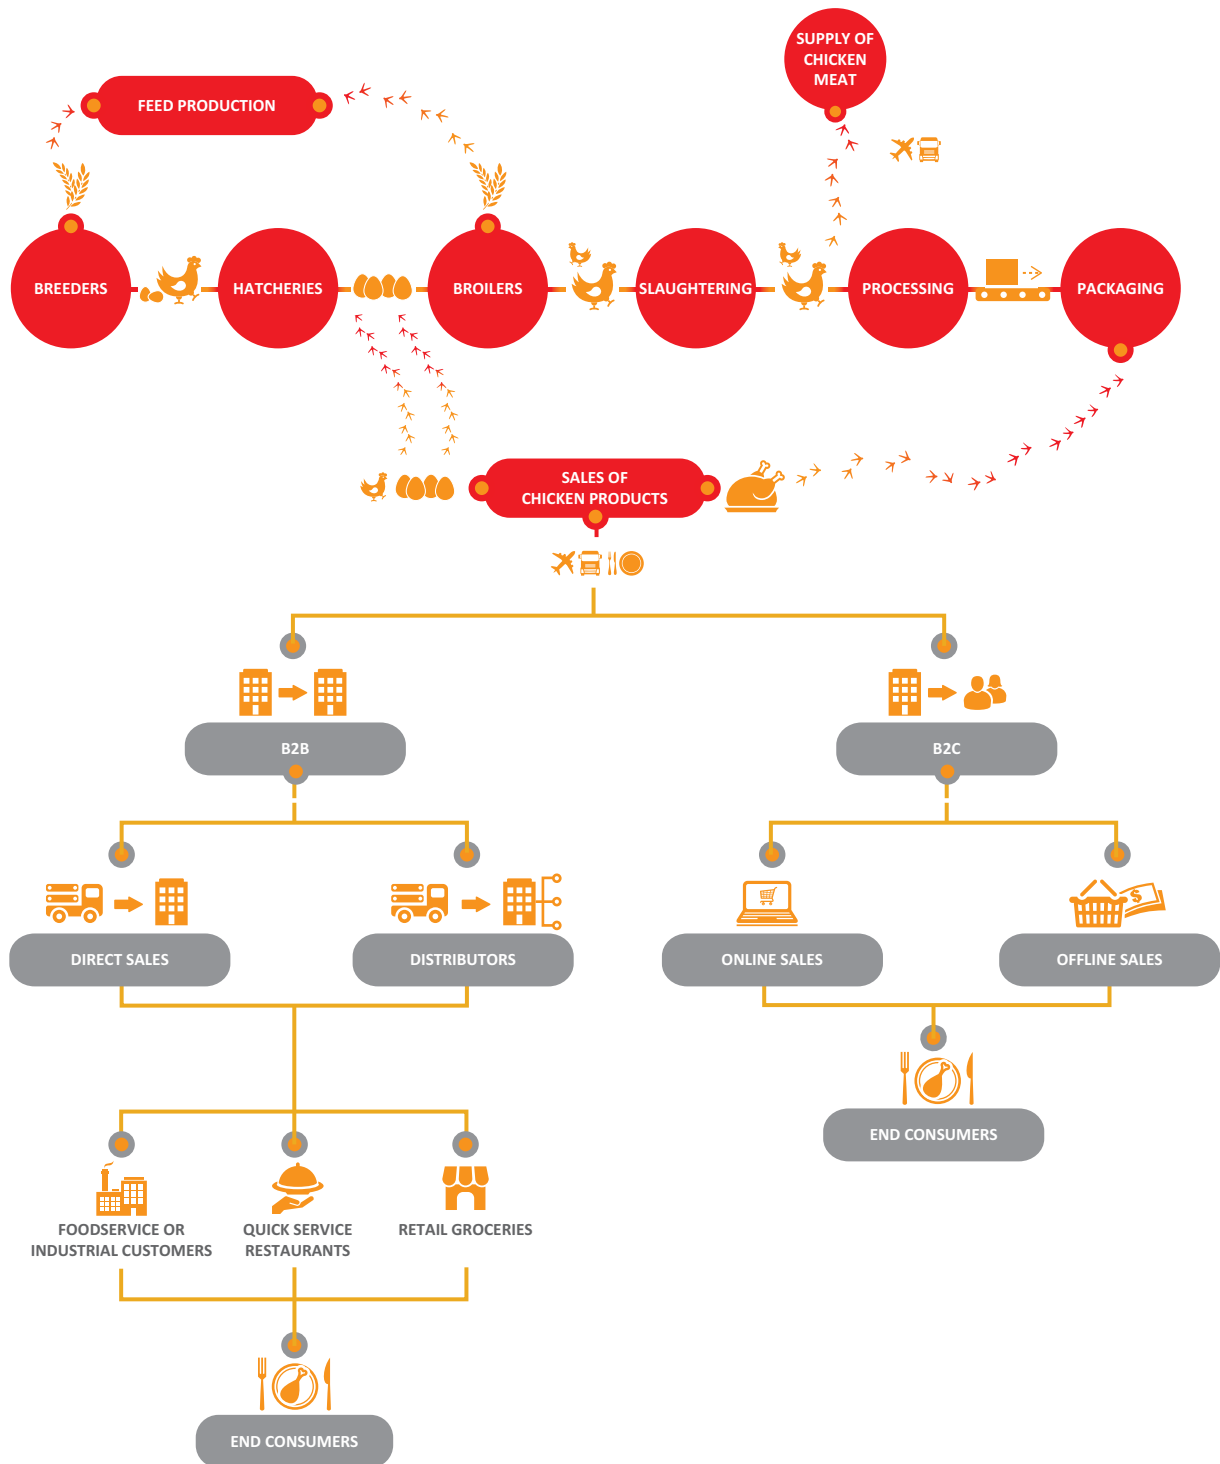 SUPPLY OF
CHICKEN
MEAT
FEED PRODUCTION
BREEDERS
HATCHERIES
BROILERS
SLAUGHTERING
PROCESSING
PACKAGING
SALES OF
CHICKEN PRODUCTS
B2B
B2C
DIRECT SALES
DISTRIBUTORS
ONLINE SALES
OFFLINE SALES
END CONSUMERS
FOODSERVICE OR
INDUSTRIAL CUSTOMERS
QUICK SERVICE
RESTAURANTS
RETAIL GROCERIES
END CONSUMERS